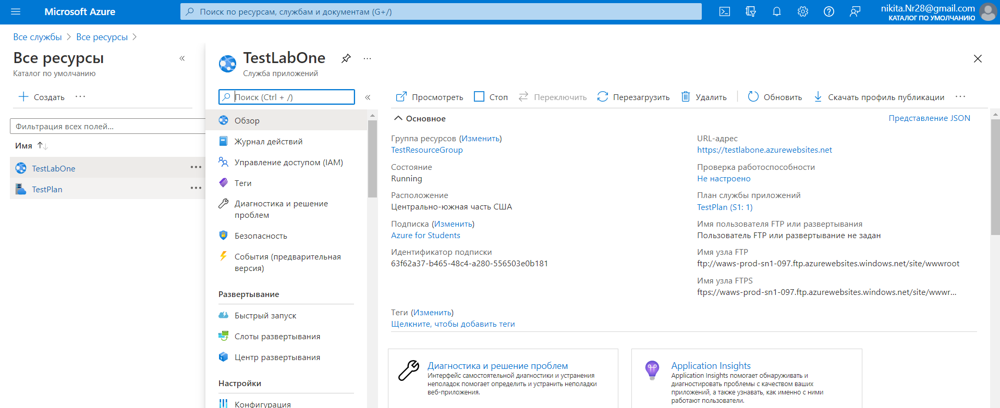 Microsoft Azure
Поиск по ресурсам, службам и документам (G+/)
nikita.Nr28@gmail.com
КАТАЛОГ ПО УМОЛЧАНИЮ
Все службы > Все ресурсы >
Все ресурсы
Каталог по умолчанию
Создать
Фильтрация всех полей...
Имя
TestLabOne
TestPlan
TestLabOne
Служба приложений
Поиск (Ctrl + /)
Обзор
Журнал действий
Управление доступом (IAM)
Теги
Диагностика и решение
проблем
Безопасность
События (предварительная
версия)
Развертывание
Быстрый запуск
Слоты развертывания
Центр развертывания
Настройки
Конфигурация
Просмотреть
Стоп
Переключить
Перезагрузить
Удалить
Обновить
Скачать профиль публикации
Основное
Представление JSON
Группа ресурсов (Изменить)
TestResourceGroup
Состояние
Running
Расположение
Центрально-южная часть США
Подписка (Изменить)
Azure for Students
Идентификатор подписки
63f62a37-b465-48c4-a280-556503e0b181
URL-адрес
https://testlabone.azurewebsites.net
Проверка работоспособности
Не настроено
План службы приложений
TestPlan (S1: 1)
Имя пользователя FTP или развертывания
Пользователь FTP или развертывание не задан
Имя узла FTP
ftp://waws-prod-sn1-097.ftp.azurewebsites.windows.net/site/wwwroot
Имя узла FTPS
ftps://waws-prod-sn1-097.ftp.azurewebsites.windows.net/site/wwwr...
Теги (Изменить)
Щелкните, чтобы добавить теги
Диагностика и решение проблем
Интерфейс самостоятельной диагностики и устранения
неполадок помогает определить и устранить неполадки
веб-приложения.
Application Insights
Application Insights помогает обнаруживать и
диагностировать проблемы с качеством ваших
приложений, а также узнавать, как именно с ними
работают пользователи.